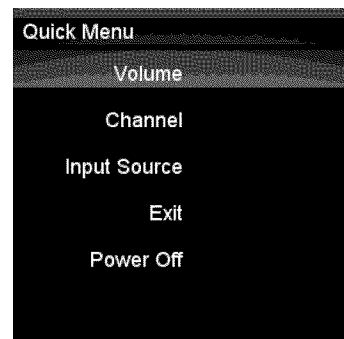 Quick Menu
Volume
Channel
Input Source
Exit
Power Off